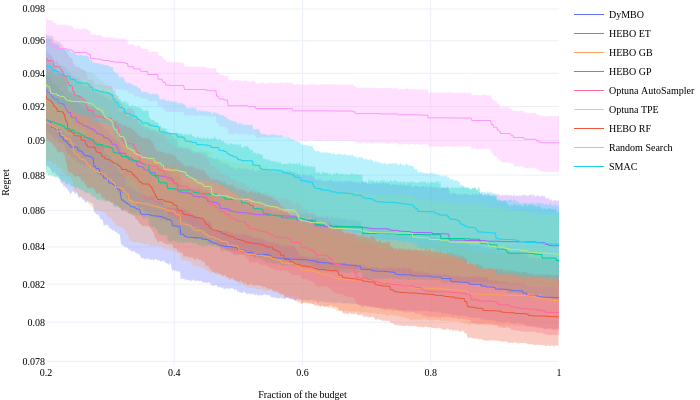 0.098
0.096
0.094
0.092
0.09
0.088
0.086
0.084
0.082
0.08
0.078
Regret
0.2
0.4
0.6
0.8
1
Fraction of the budget
DyMBO
HEBO ET
HEBO GB
HEBO GP
Optuna AutoSampler
Optuna TPE
HEBO RF
Random Search
SMAC